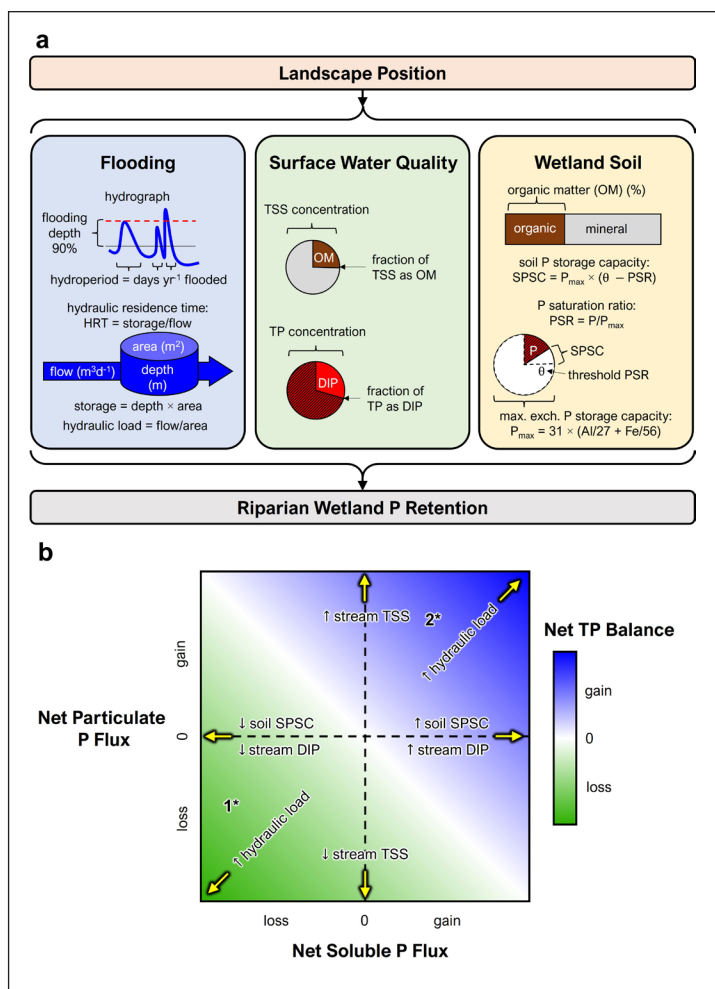 a
Landscape Position
Flooding
hydrograph
flooding
depth
90%
hydroperiod = days yr⁻¹ flooded
hydraulic residence time:
HRT = storage/flow
area (m²)
flow (m³d⁻¹)
depth
(m)
storage = depth × area
hydraulic load = flow/area
Surface Water Quality
TSS concentration
OM
fraction of
TSS as OM
TP concentration
DIP
fraction of
TP as DIP
Wetland Soil
organic matter (OM) (%)
organic
mineral
soil P storage capacity:
SPSC = Pₘₐₓ × (θ − PSR)
P saturation ratio:
PSR = P/Pₘₐₓ
P
SPSC
θ
threshold PSR
max. exch. P storage capacity:
Pₘₐₓ = 31 × (Al/27 + Fe/56)
Riparian Wetland P Retention
b
↑ stream TSS
2*
↑ hydraulic load
Net TP Balance
gain
0
loss
Net Particulate
P Flux
gain
0
loss
↓ soil SPSC
↑ soil SPSC
↓ stream DIP
↑ stream DIP
1*
↑ hydraulic load
↓ stream TSS
loss
0
gain
Net Soluble P Flux